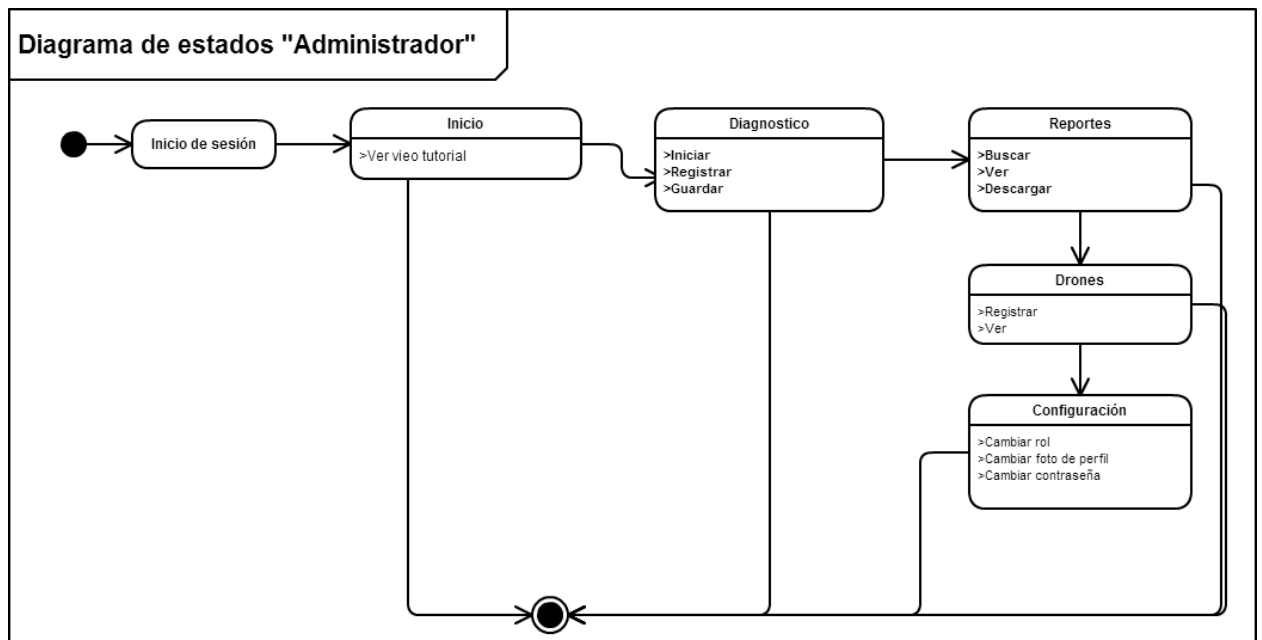 Diagrama de estados "Administrador"
Inicio de sesión
Inicio
>Ver vieo tutorial
Diagnostico
>Iniciar
>Registrar
>Guardar
Reportes
>Buscar
>Ver
>Descargar
Drones
>Registrar
>Ver
Configuración
>Cambiar rol
>Cambiar foto de perfil
>Cambiar contraseña